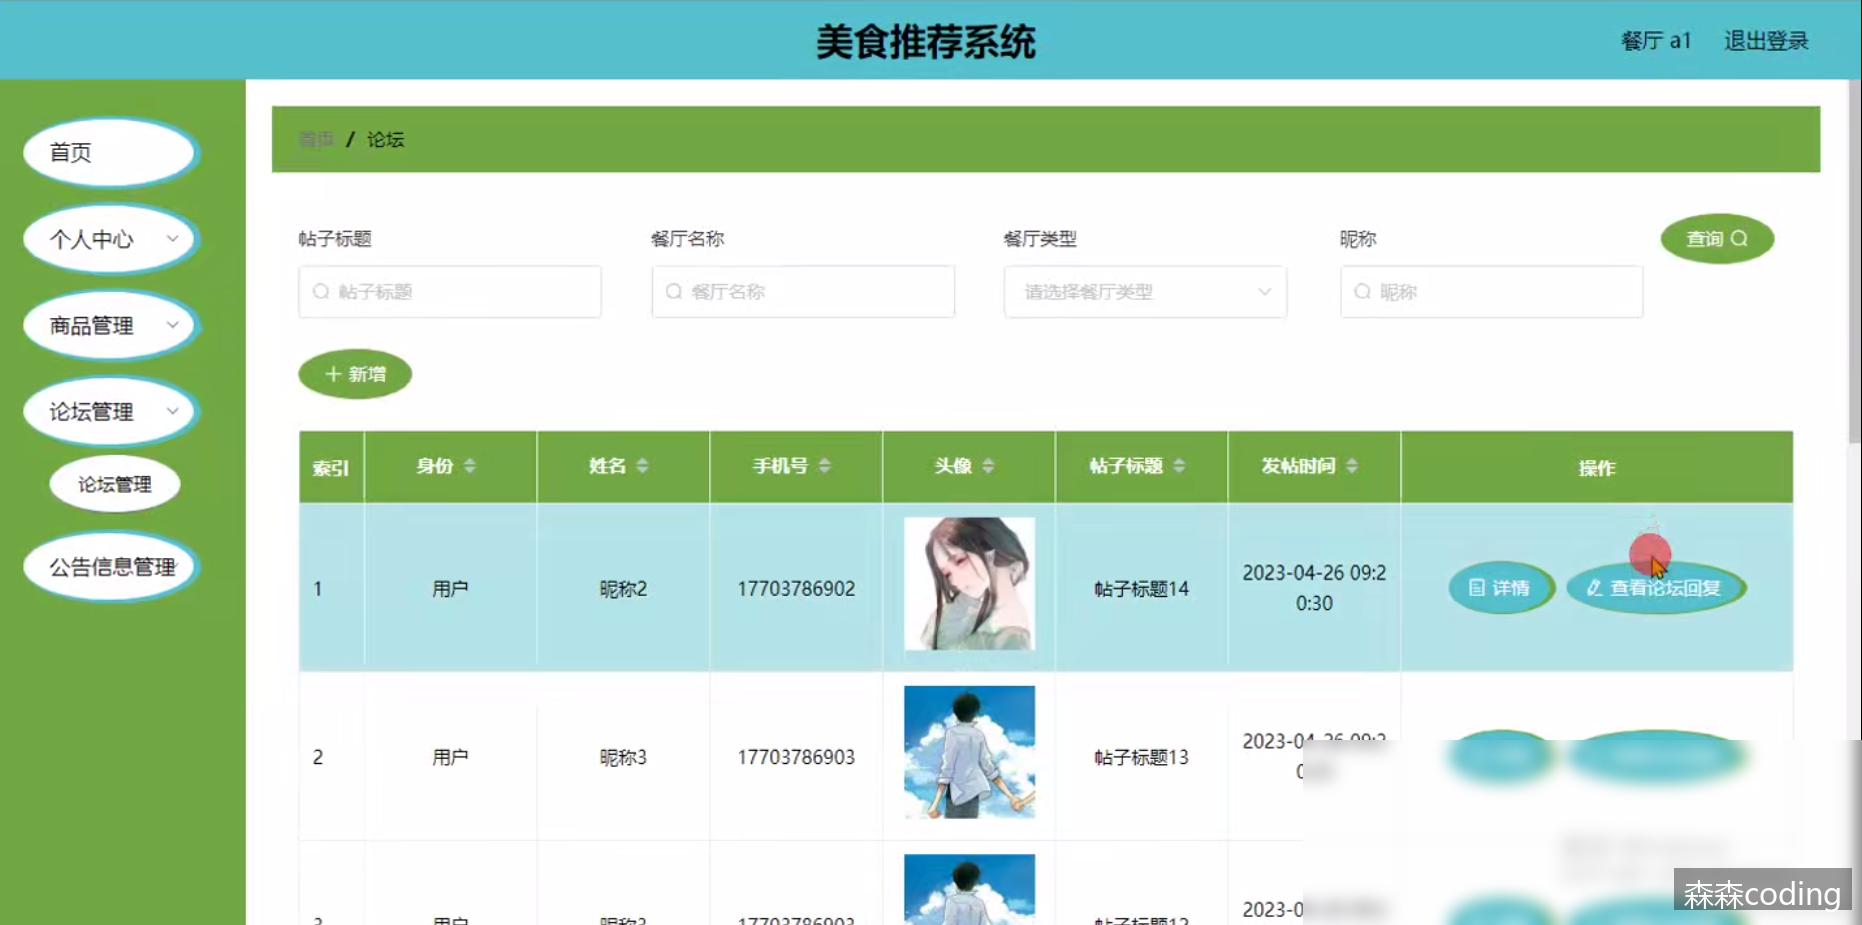 美食推荐系统
餐厅 a1
退出登录
首页
个人中心
商品管理
论坛管理
论坛管理
公告信息管理
首页 / 论坛
帖子标题
餐厅名称
餐厅类型
昵称
查询
帖子标题
餐厅名称
请选择餐厅类型
昵称
新增
索引 身份 姓名 手机号 头像 帖子标题 发帖时间 操作
1 用户 昵称2 17703786902 帖子标题14 2023-04-26 09:2
0:30
详情
查看论坛回复
2 用户 昵称3 17703786903 帖子标题13 2023-04-26 09:2
3 用户 昵称3 17703786903 帖子标题12 2023-0
森森coding